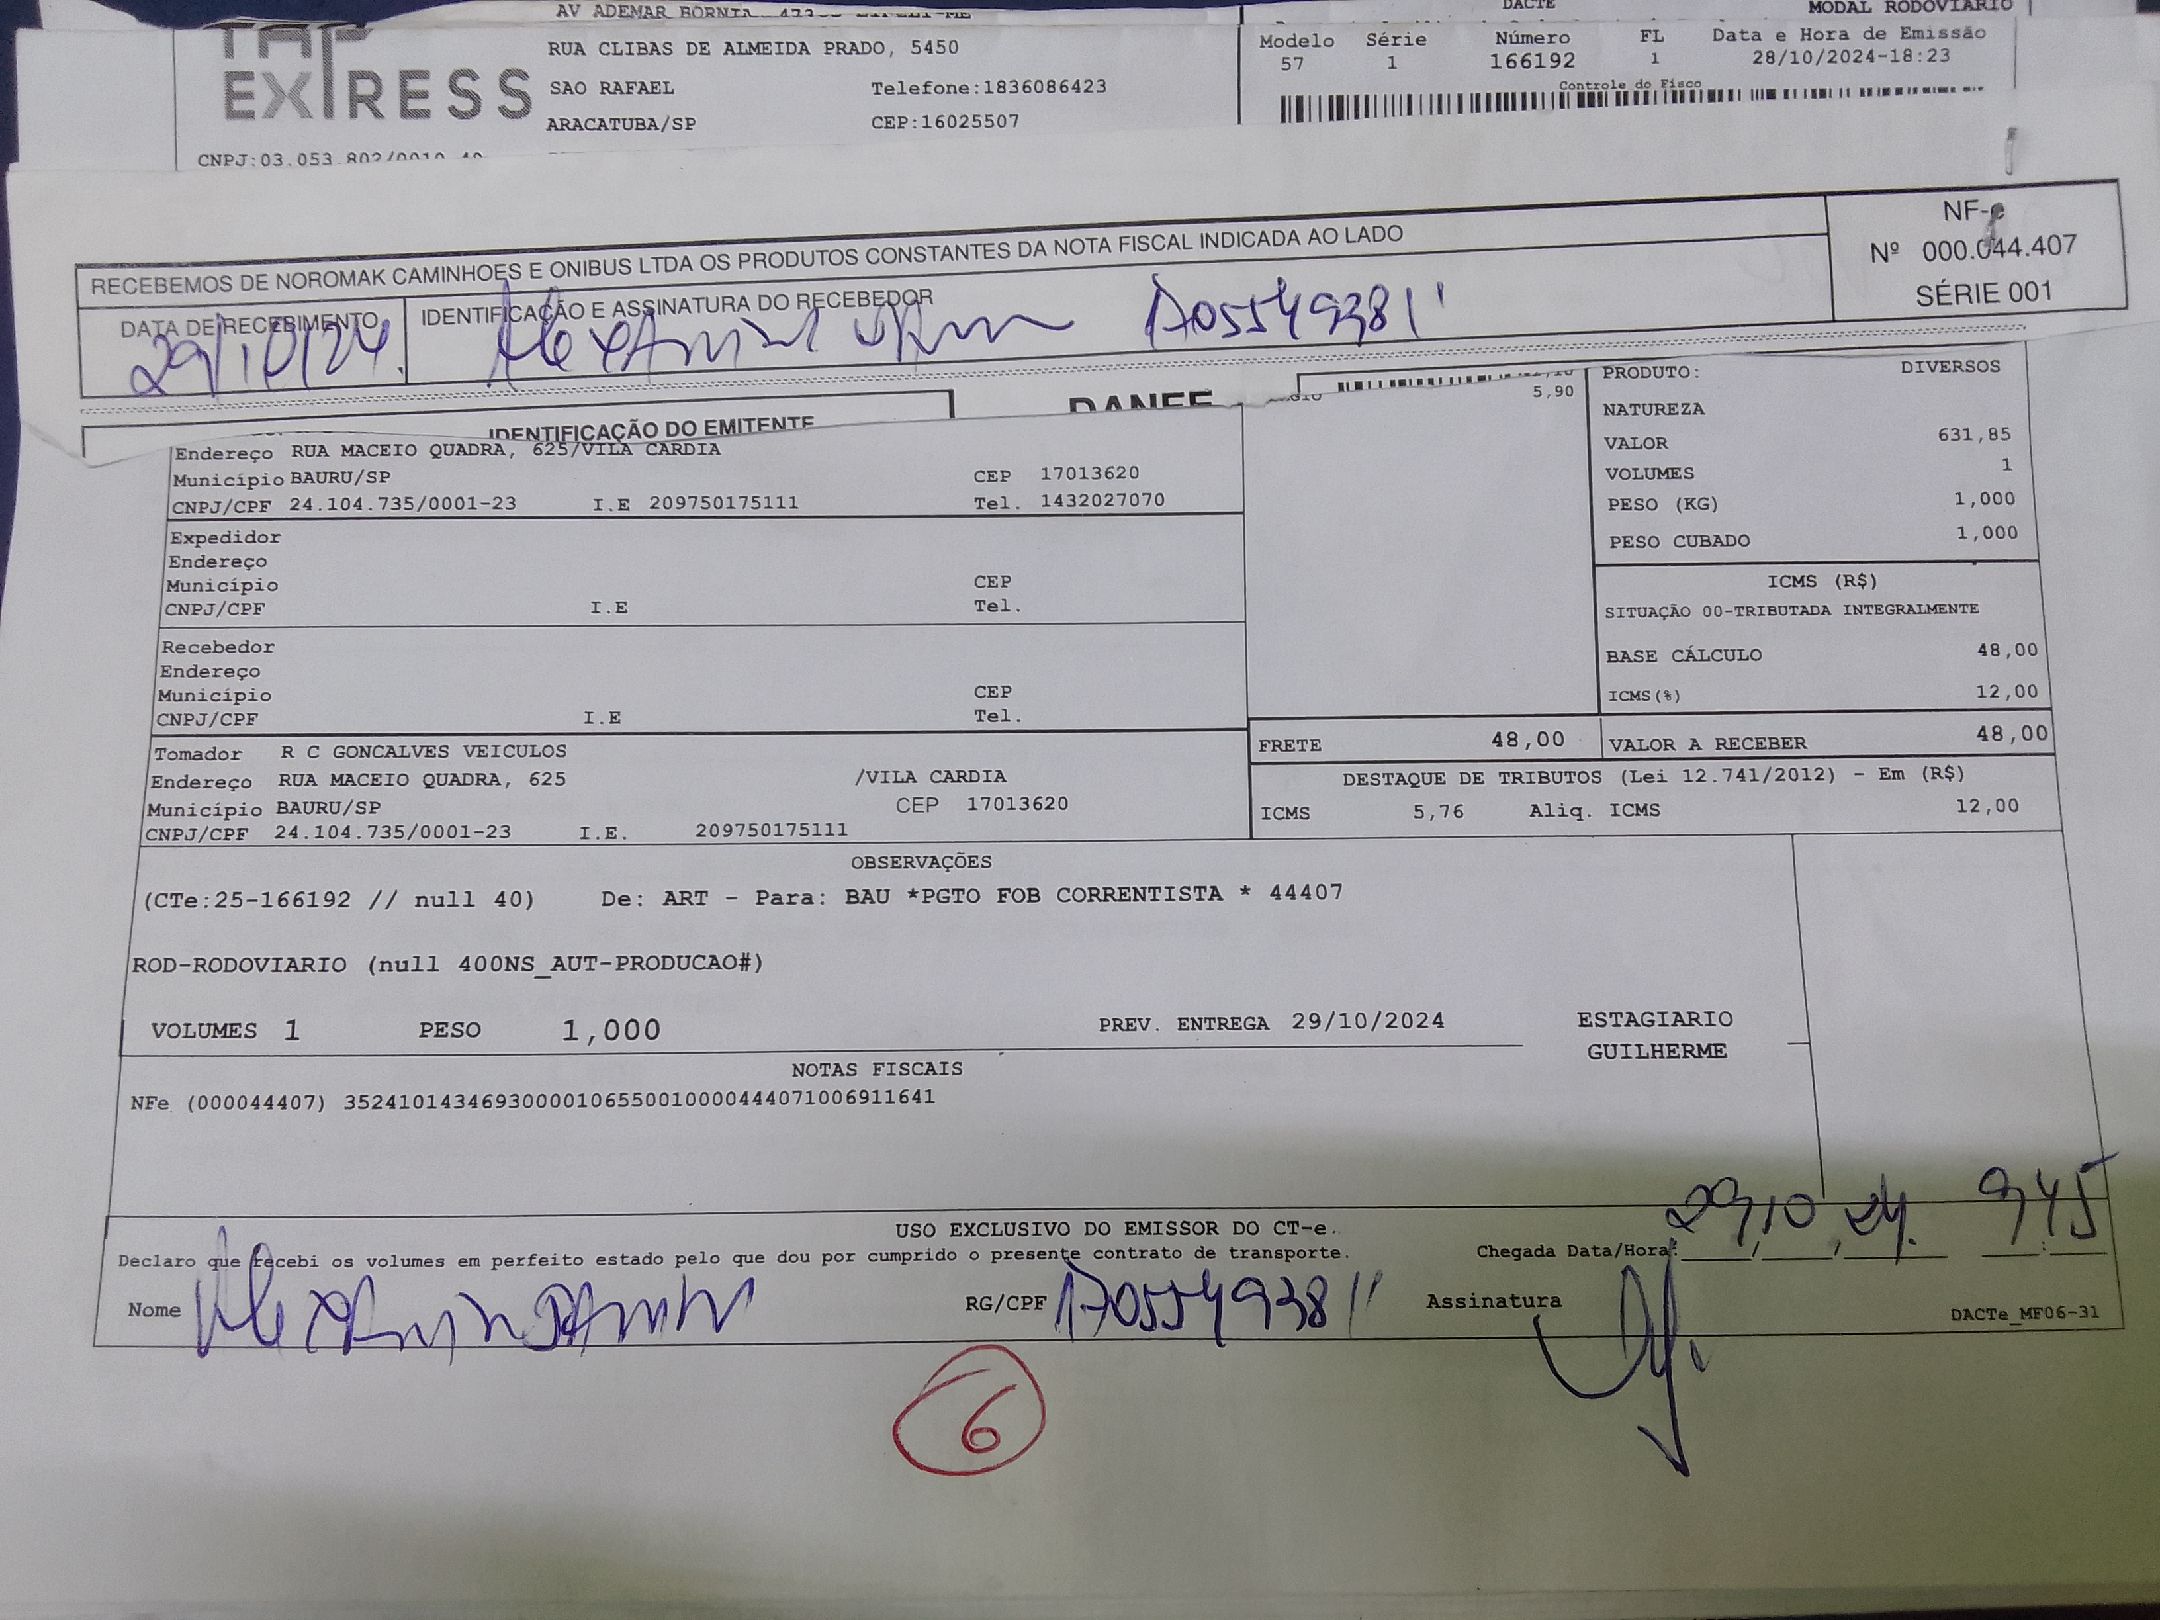 AV ADEMAR BORNIA
DACTE
MODAL RODOVIARIO
TAP
EXPRESS
RUA CLIBAS DE ALMEIDA PRADO, 5450
SAO RAFAEL Telefone:1836086423
ARACATUBA/SP CEP:16025507
CNPJ:03.053.802/0010-40
Modelo Série Número FL Data e Hora de Emissão
57 1 166192 1 28/10/2024-18:23
Controle do Fisco
RECEBEMOS DE NOROMAK CAMINHOES E ONIBUS LTDA OS PRODUTOS CONSTANTES DA NOTA FISCAL INDICADA AO LADO
NF-e
Nº 000.044.407
SÉRIE 001
DATA DE RECEBIMENTO
29/10/24.
IDENTIFICAÇÃO E ASSINATURA DO RECEBEDOR
1705549381
IDENTIFICAÇÃO DO EMITENTE
DANFE
5,90
Endereço RUA MACEIO QUADRA, 625/VILA CARDIA
Município BAURU/SP CEP 17013620
CNPJ/CPF 24.104.735/0001-23 I.E 209750175111 Tel. 1432027070
Expedidor
Endereço
Município CEP
CNPJ/CPF I.E Tel.
Recebedor
Endereço
Município CEP
CNPJ/CPF I.E Tel.
Tomador R C GONCALVES VEICULOS
Endereço RUA MACEIO QUADRA, 625 /VILA CARDIA
Município BAURU/SP CEP 17013620
CNPJ/CPF 24.104.735/0001-23 I.E. 209750175111
PRODUTO: DIVERSOS
NATUREZA
VALOR 631,85
VOLUMES 1
PESO (KG) 1,000
PESO CUBADO 1,000
ICMS (R$)
SITUAÇÃO 00-TRIBUTADA INTEGRALMENTE
BASE CÁLCULO 48,00
ICMS(%) 12,00
FRETE 48,00 VALOR A RECEBER 48,00
DESTAQUE DE TRIBUTOS (Lei 12.741/2012) - Em (R$)
ICMS 5,76 Aliq. ICMS 12,00
OBSERVAÇÕES
(CTe:25-166192 // null 40) De: ART - Para: BAU *PGTO FOB CORRENTISTA * 44407
ROD-RODOVIARIO (null 400NS_AUT-PRODUCAO#)
VOLUMES 1 PESO 1,000 PREV. ENTREGA 29/10/2024 ESTAGIARIO
GUILHERME
NOTAS FISCAIS
NFe (000044407) 35241014346930000106550010000444071006911641
USO EXCLUSIVO DO EMISSOR DO CT-e.
Declaro que recebi os volumes em perfeito estado pelo que dou por cumprido o presente contrato de transporte.
Chegada Data/Hora: 29/10/24. 9:45
Nome RG/CPF 1705549381 Assinatura
DACTe_MF06-31
6